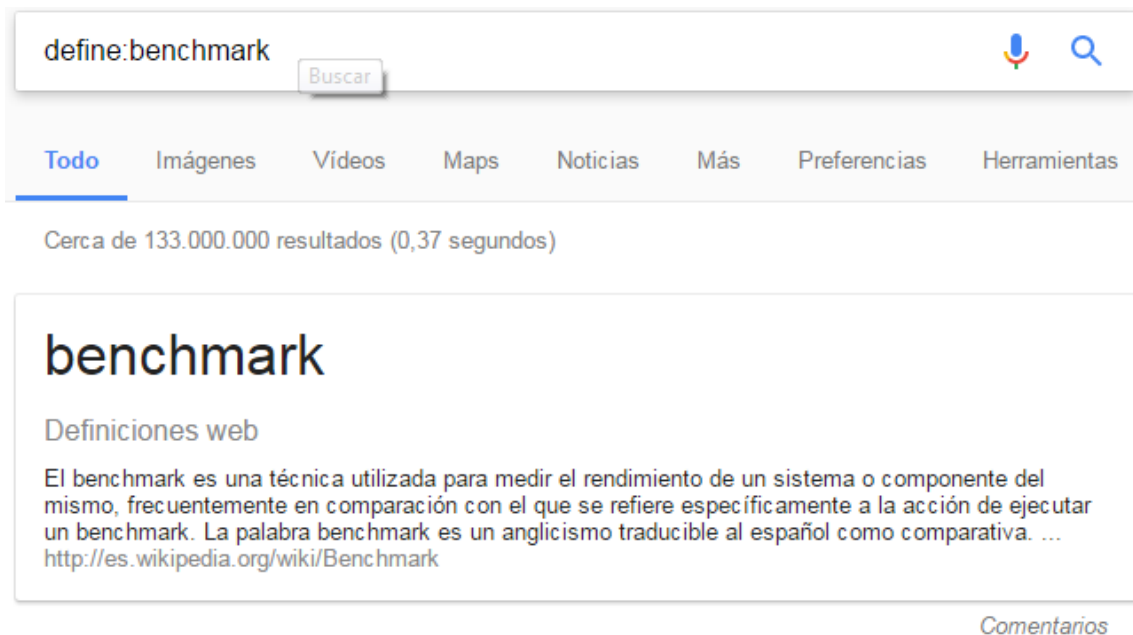 define:benchmark
Buscar
Todo Imágenes Vídeos Maps Noticias Más Preferencias Herramientas
Cerca de 133.000.000 resultados (0,37 segundos)
benchmark
Definiciones web
El benchmark es una técnica utilizada para medir el rendimiento de un sistema o componente del
mismo, frecuentemente en comparación con el que se refiere específicamente a la acción de ejecutar
un benchmark. La palabra benchmark es un anglicismo traducible al español como comparativa. ...
http://es.wikipedia.org/wiki/Benchmark
Comentarios